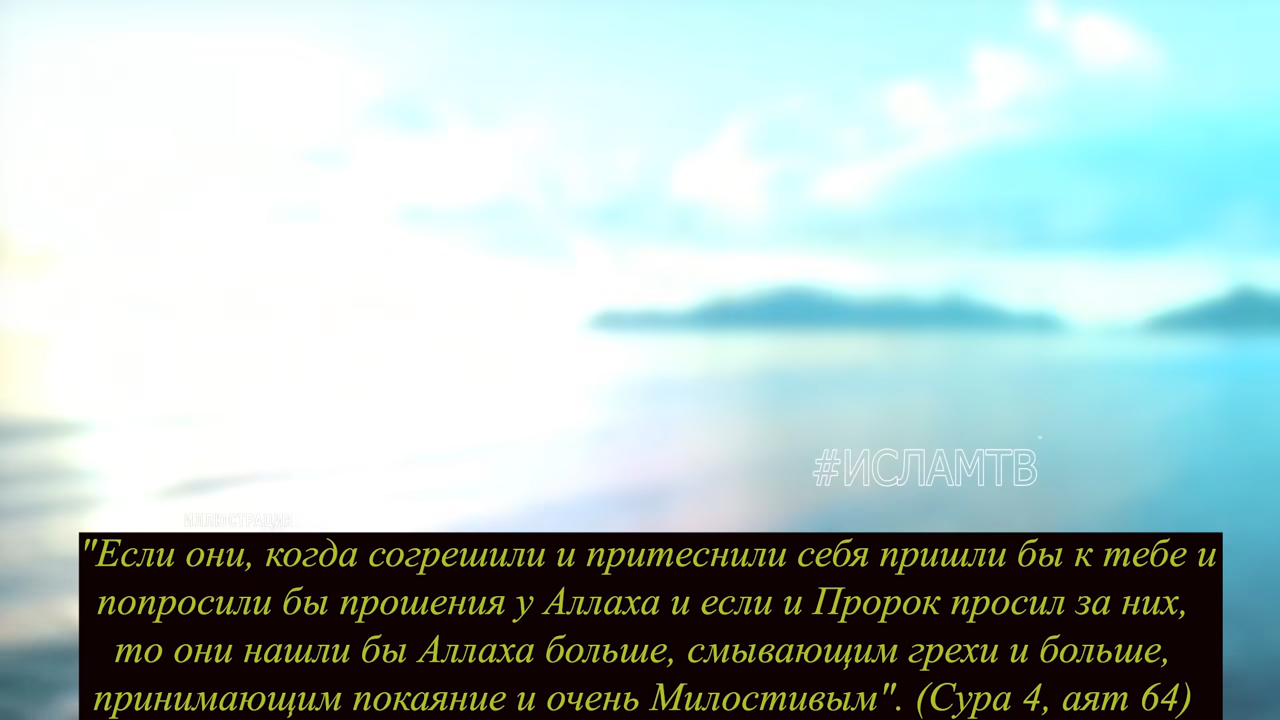 #ИСЛАМТВ
ИЛЛЮСТРАЦИЯ
"Если они, когда согрешили и притеснили себя пришли бы к тебе и
попросили бы прошения у Аллаха и если и Пророк просил за них,
то они нашли бы Аллаха больше, смывающим грехи и больше,
принимающим покаяние и очень Милостивым". (Сура 4, аят 64)